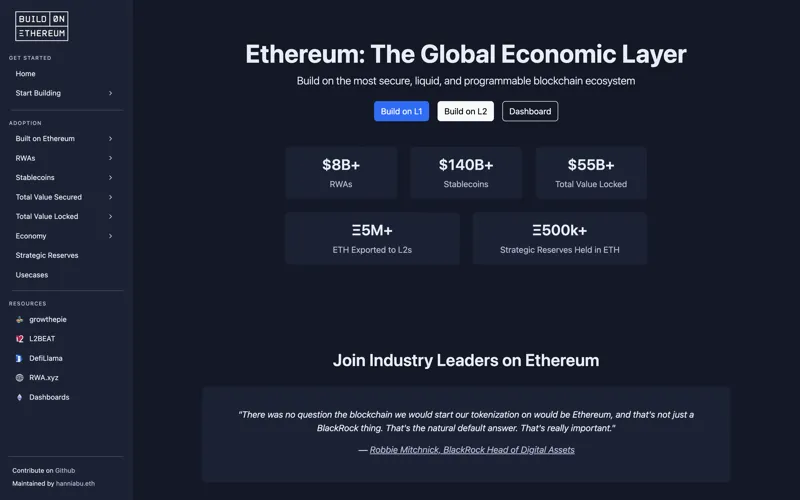 BUILD ØN
ΞTHEREUM
GET STARTED
Home
Start Building
ADOPTION
Built on Ethereum
RWAs
Stablecoins
Total Value Secured
Total Value Locked
Economy
Strategic Reserves
Usecases
RESOURCES
growthepie
L2BEAT
DefiLlama
RWA.xyz
Dashboards
Contribute on Github
Maintained by hanniabu.eth
Ethereum: The Global Economic Layer
Build on the most secure, liquid, and programmable blockchain ecosystem
Build on L1
Build on L2
Dashboard
$8B+
RWAs
$140B+
Stablecoins
$55B+
Total Value Locked
Ξ5M+
ETH Exported to L2s
Ξ500k+
Strategic Reserves Held in ETH
Join Industry Leaders on Ethereum
"There was no question the blockchain we would start our tokenization on would be Ethereum, and that's not just a
BlackRock thing. That's the natural default answer. That's really important."
— Robbie Mitchnick, BlackRock Head of Digital Assets